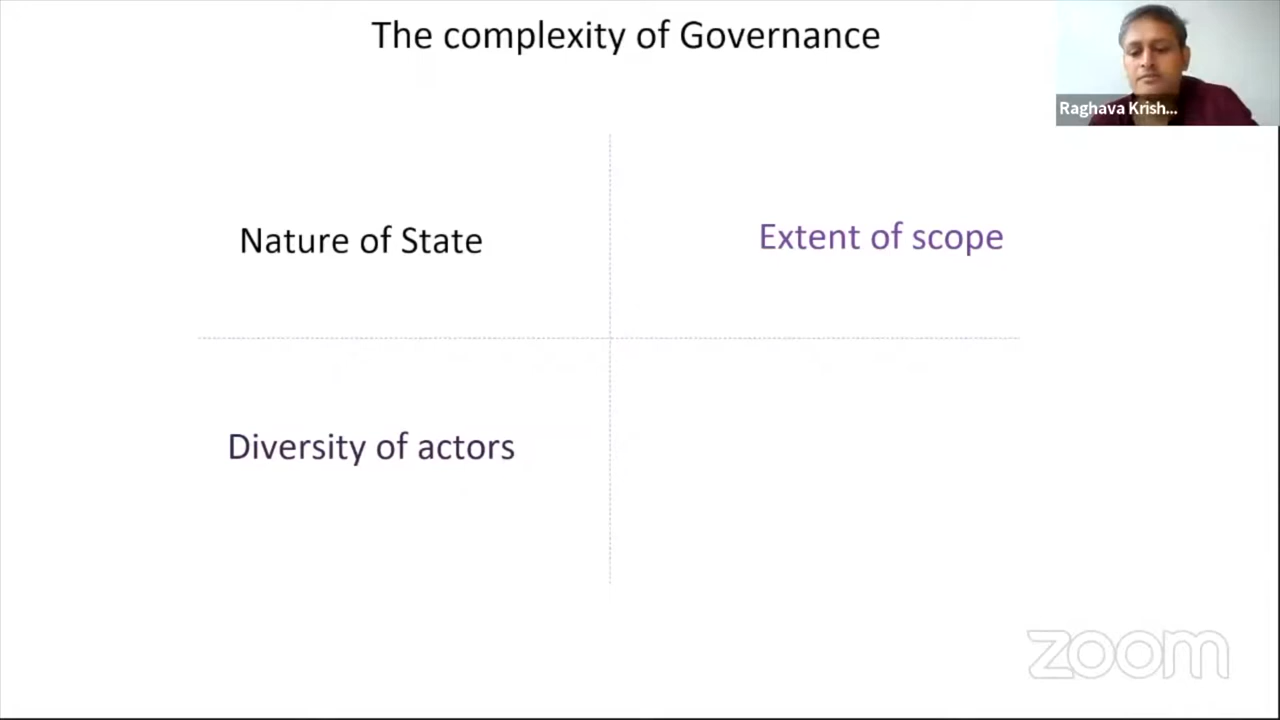 The complexity of Governance
Raghava Krish...
Nature of State
Extent of scope
Diversity of actors
zoom